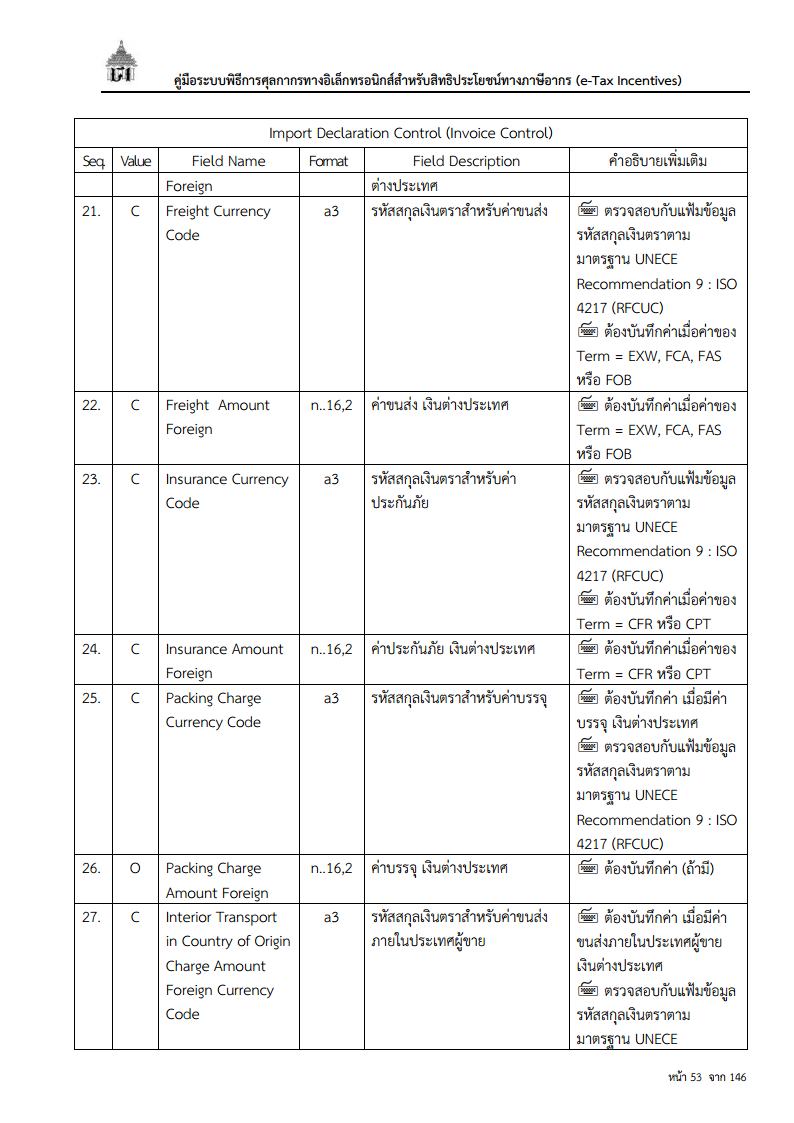 คู่มือระบบพิธีการศุลกากรทางอิเล็กทรอนิกส์สำหรับสิทธิประโยชน์ทางภาษีอากร (e-Tax Incentives)
Import Declaration Control (Invoice Control)
Seq. Value Field Name Format Field Description คำอธิบายเพิ่มเติม
Foreign ต่างประเทศ
21. C Freight Currency a3 รหัสสกุลเงินตราสำหรับค่าขนส่ง ตรวจสอบกับแฟ้มข้อมูล
Code รหัสสกุลเงินตราตาม
มาตรฐาน UNECE
Recommendation 9 : ISO
4217 (RFCUC)
ต้องบันทึกค่าเมื่อค่าของ
Term = EXW, FCA, FAS
หรือ FOB
22. C Freight Amount n..16,2 ค่าขนส่ง เงินต่างประเทศ ต้องบันทึกค่าเมื่อค่าของ
Foreign Term = EXW, FCA, FAS
หรือ FOB
23. C Insurance Currency a3 รหัสสกุลเงินตราสำหรับค่า ตรวจสอบกับแฟ้มข้อมูล
Code ประกันภัย รหัสสกุลเงินตราตาม
มาตรฐาน UNECE
Recommendation 9 : ISO
4217 (RFCUC)
ต้องบันทึกค่าเมื่อค่าของ
Term = CFR หรือ CPT
24. C Insurance Amount n..16,2 ค่าประกันภัย เงินต่างประเทศ ต้องบันทึกค่าเมื่อค่าของ
Foreign Term = CFR หรือ CPT
25. C Packing Charge a3 รหัสสกุลเงินตราสำหรับค่าบรรจุ ต้องบันทึกค่า เมื่อมีค่า
Currency Code บรรจุ เงินต่างประเทศ
ตรวจสอบกับแฟ้มข้อมูล
รหัสสกุลเงินตราตาม
มาตรฐาน UNECE
Recommendation 9 : ISO
4217 (RFCUC)
26. O Packing Charge n..16,2 ค่าบรรจุ เงินต่างประเทศ ต้องบันทึกค่า (ถ้ามี)
Amount Foreign
27. C Interior Transport a3 รหัสสกุลเงินตราสำหรับค่าขนส่ง ต้องบันทึกค่า เมื่อมีค่า
in Country of Origin ภายในประเทศผู้ขาย ขนส่งภายในประเทศผู้ขาย
Charge Amount เงินต่างประเทศ
Foreign Currency ตรวจสอบกับแฟ้มข้อมูล
Code รหัสสกุลเงินตราตาม
มาตรฐาน UNECE
หน้า 53 จาก 146